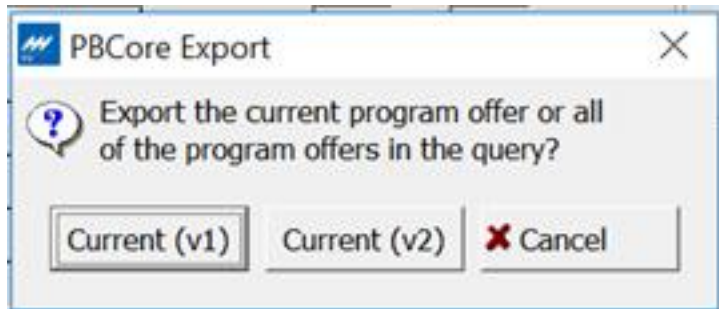 PBCore Export
Export the current program offer or all
of the program offers in the query?
Current (v1) Current (v2) Cancel